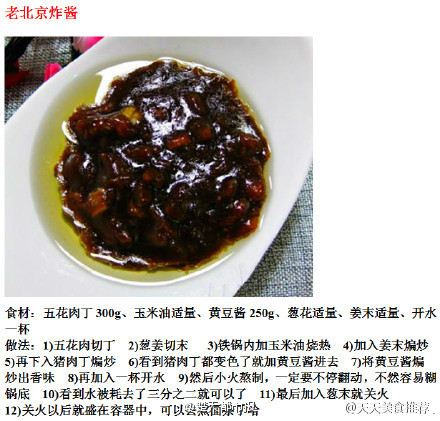 老北京炸酱
食材：五花肉丁 300g、玉米油适量、黄豆酱 250g、葱花适量、姜末适量、开水
一杯
做法：1)五花肉切丁 2)葱姜切末 3)铁锅内加玉米油烧热 4)加入姜末煸炒
5)再下入猪肉丁煸炒 6)看到猪肉丁都变色了就加黄豆酱进去 7)将黄豆酱煸
炒出香味 8)再加入一杯开水 9)然后小火熬制，一定要不停翻动，不然容易糊
锅底 10)看到水被耗去了三分之二就可以了 11)最后加入葱末就关火
12)关火以后就盛在容器中，可以
@天天美食推荐